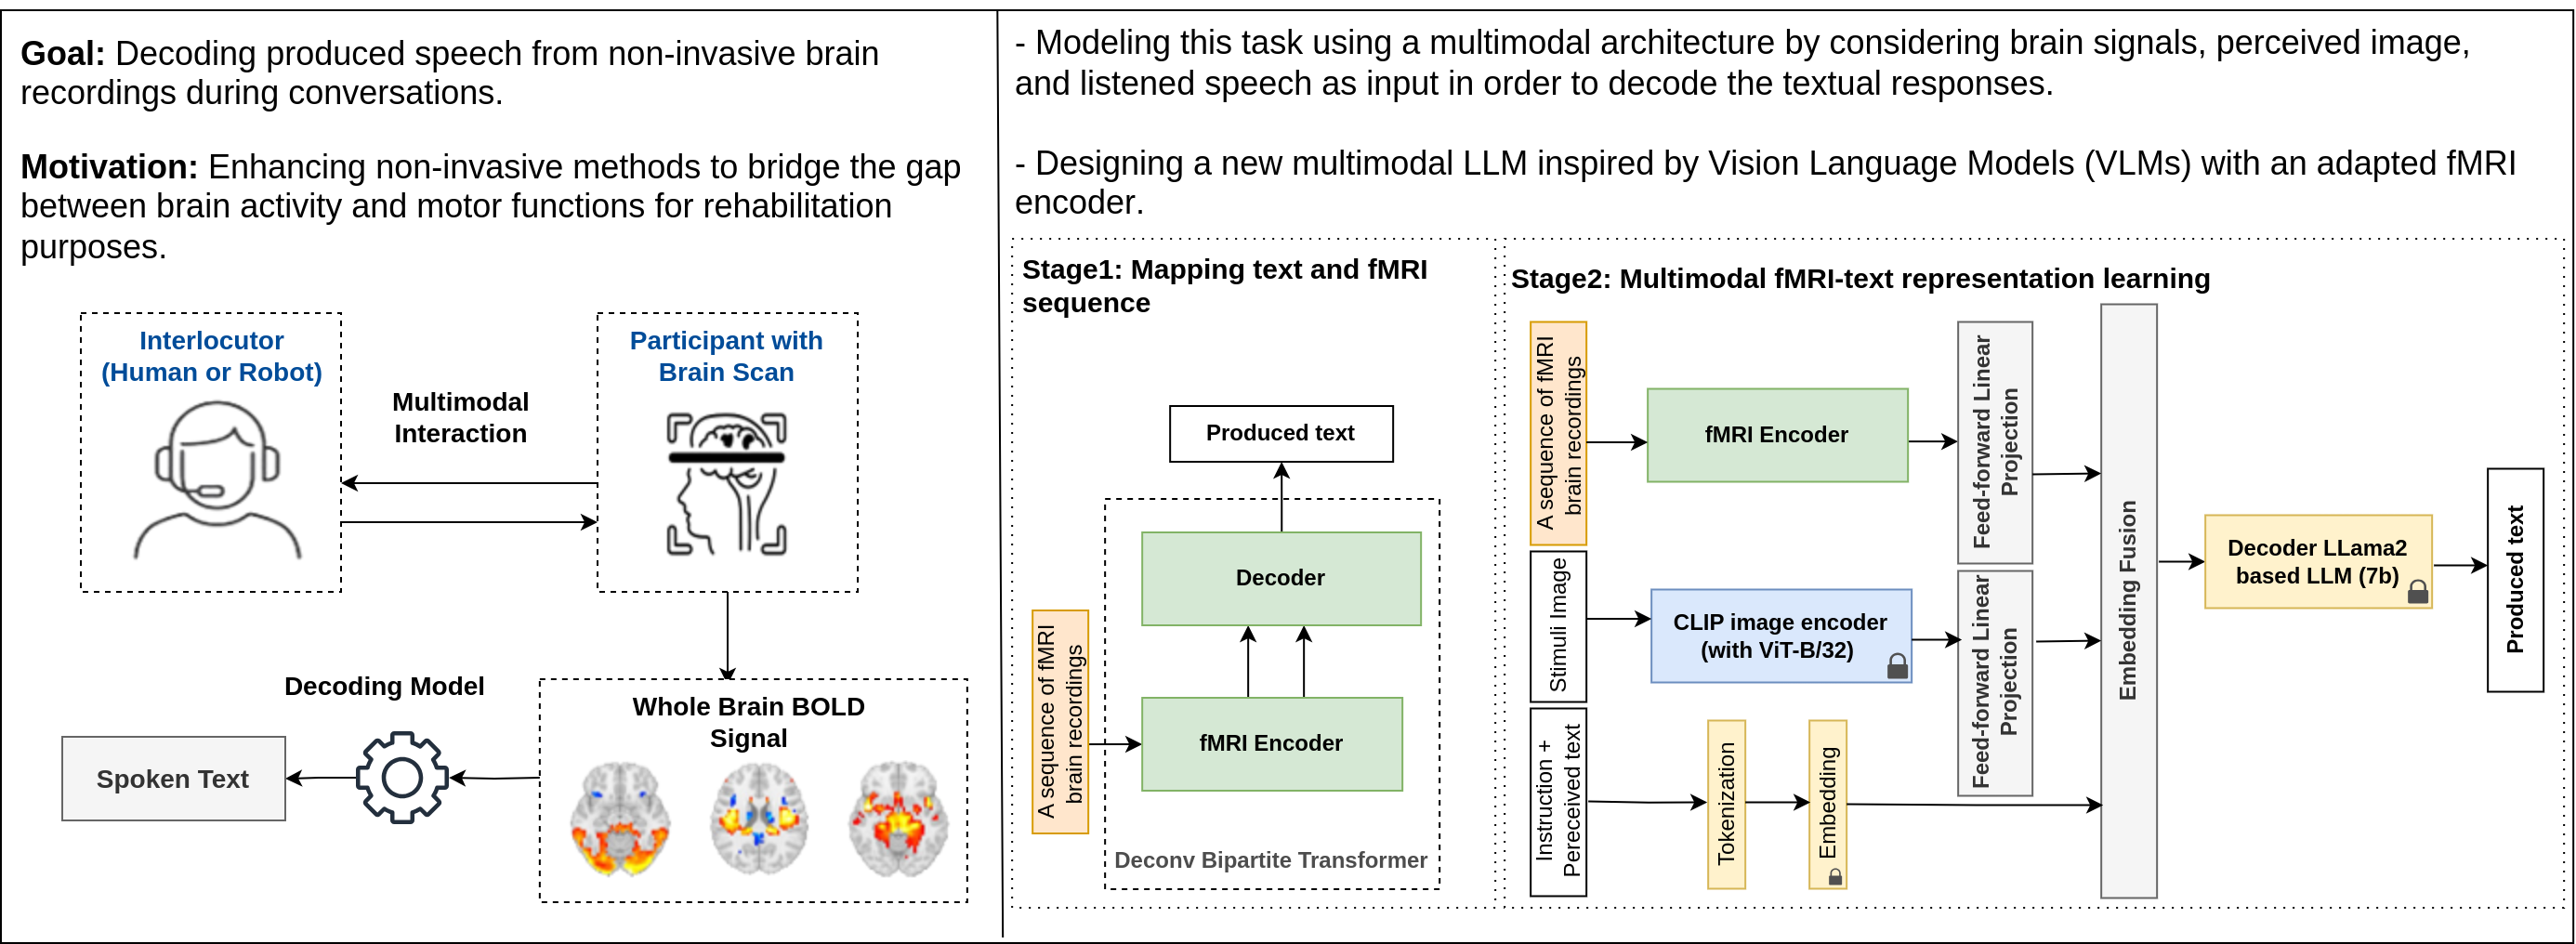 Goal: Decoding produced speech from non-invasive brain
recordings during conversations.
Motivation: Enhancing non-invasive methods to bridge the gap
between brain activity and motor functions for rehabilitation
purposes.
Interlocutor
(Human or Robot)
Multimodal
Interaction
Participant with
Brain Scan
Decoding Model
Whole Brain BOLD
Signal
Spoken Text
- Modeling this task using a multimodal architecture by considering brain signals, perceived image,
and listened speech as input in order to decode the textual responses.
- Designing a new multimodal LLM inspired by Vision Language Models (VLMs) with an adapted fMRI
encoder.
Stage1: Mapping text and fMRI
sequence
Produced text
Decoder
fMRI Encoder
A sequence of fMRI
brain recordings
Deconv Bipartite Transformer
Stage2: Multimodal fMRI-text representation learning
A sequence of fMRI
brain recordings
fMRI Encoder
Feed-forward Linear
Projection
Stimuli Image
CLIP image encoder
(with ViT-B/32)
Feed-forward Linear
Projection
Instruction +
Pereceived text
Tokenization
Embedding
Embedding Fusion
Decoder LLama2
based LLM (7b)
Produced text